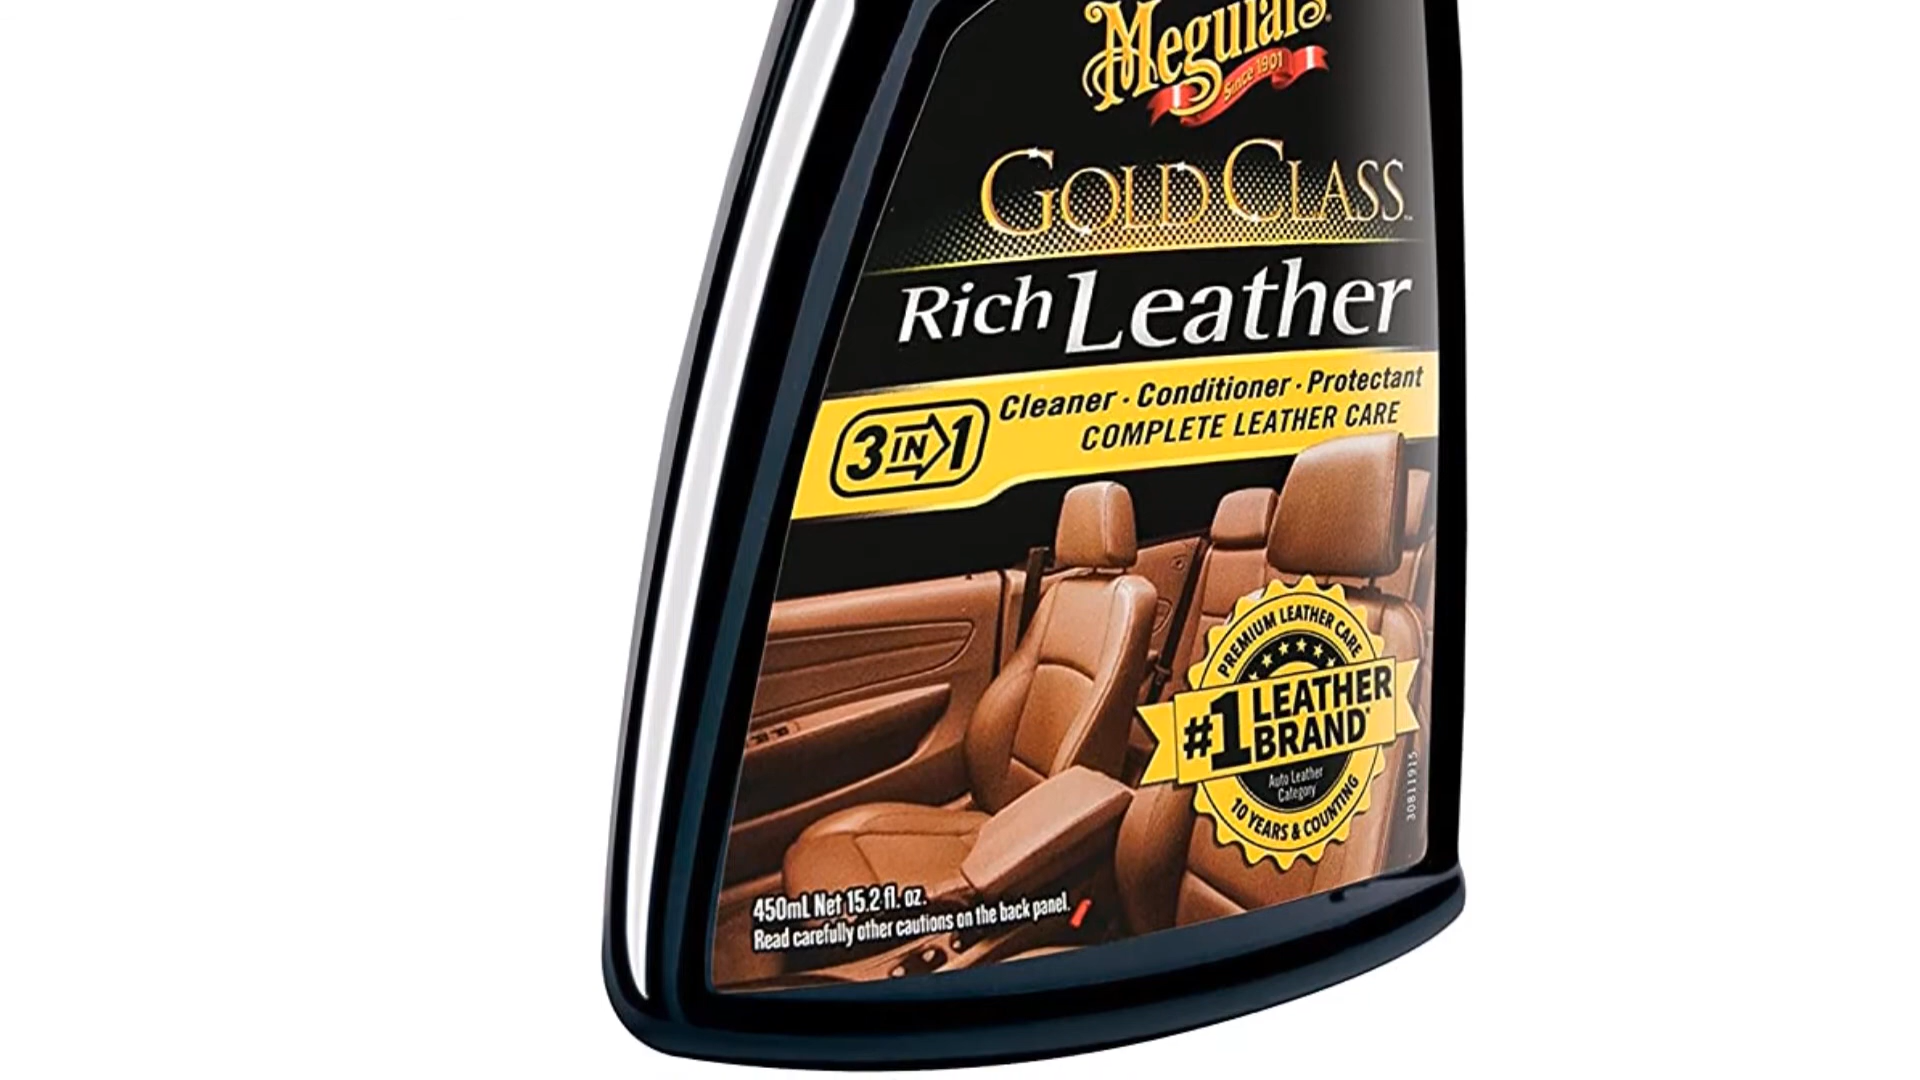 Meguiar's
Since 1901
GOLD CLASS
Rich Leather
3 IN 1
Cleaner · Conditioner · Protectant
COMPLETE LEATHER CARE
PREMIUM LEATHER CARE
#1 LEATHER BRAND*
Auto Leather
Category
10 YEARS & COUNTING
30811915
450mL Net 15.2 fl. oz.
Read carefully other cautions on the back panel.